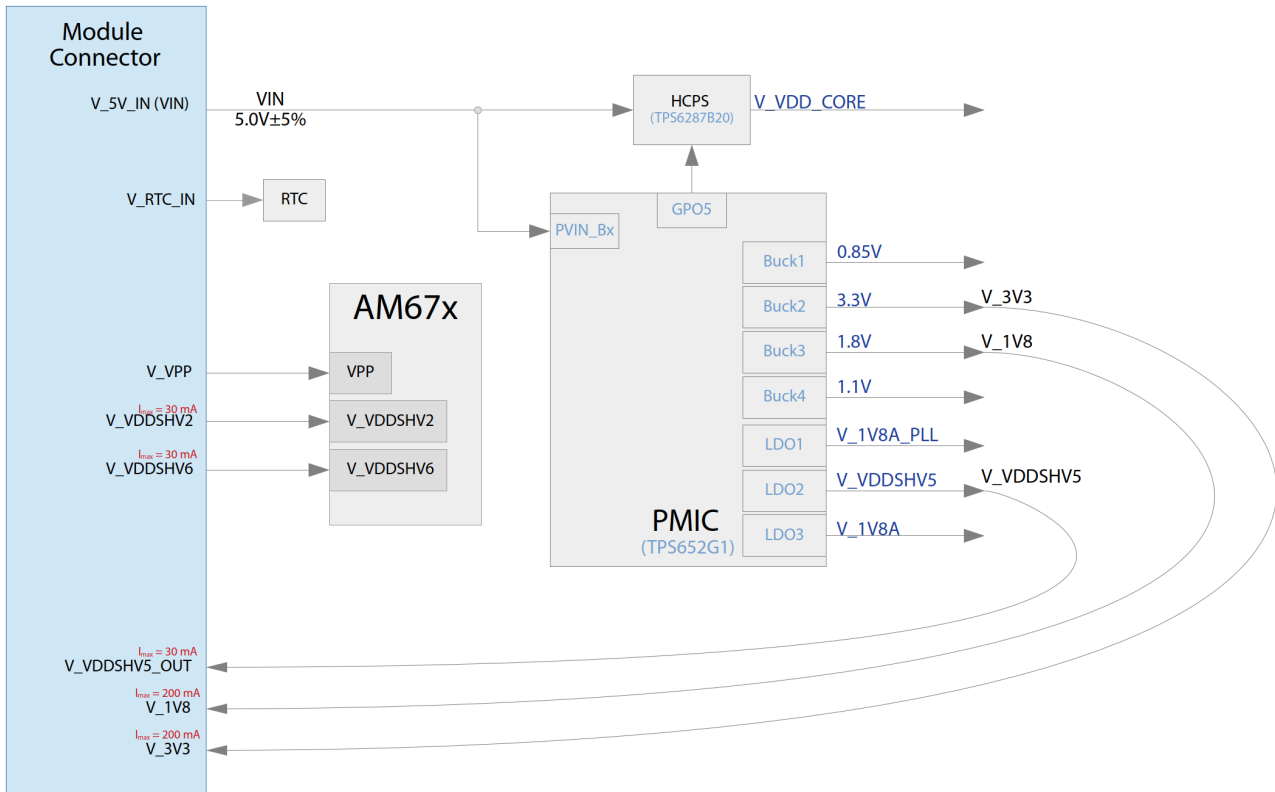 Module
Connector
V_5V_IN (VIN)
VIN
5.0V±5%
HCPS
(TPS6287B20)
V_VDD_CORE
V_RTC_IN
RTC
GPO5
PVIN_Bx
Buck1
0.85V
Buck2
3.3V
V_3V3
Buck3
1.8V
V_1V8
Buck4
1.1V
LDO1
V_1V8A_PLL
LDO2
V_VDDSHV5
V_VDDSHV5
LDO3
V_1V8A
PMIC
(TPS652G1)
AM67x
V_VPP
VPP
Imax = 30 mA
V_VDDSHV2
V_VDDSHV2
Imax = 30 mA
V_VDDSHV6
V_VDDSHV6
Imax = 30 mA
V_VDDSHV5_OUT
Imax = 200 mA
V_1V8
Imax = 200 mA
V_3V3